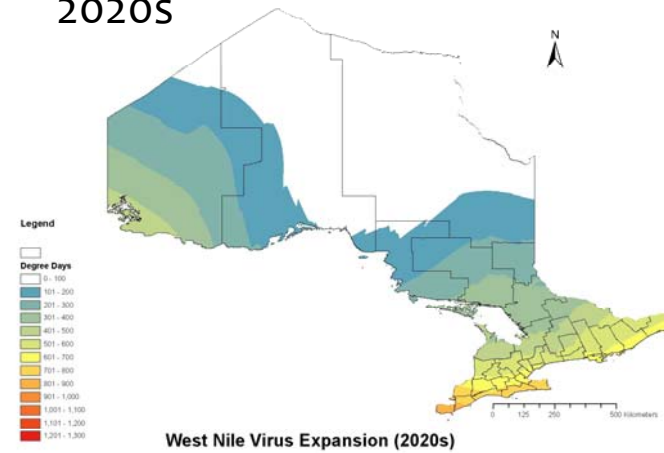 2020s
N
Legend
Degree Days
0 - 100
101 - 200
201 - 300
301 - 400
401 - 500
501 - 600
601 - 700
701 - 800
801 - 900
901 - 1,000
1,001 - 1,100
1,101 - 1,200
1,201 - 1,300
0 125 250 500 Kilometers
West Nile Virus Expansion (2020s)